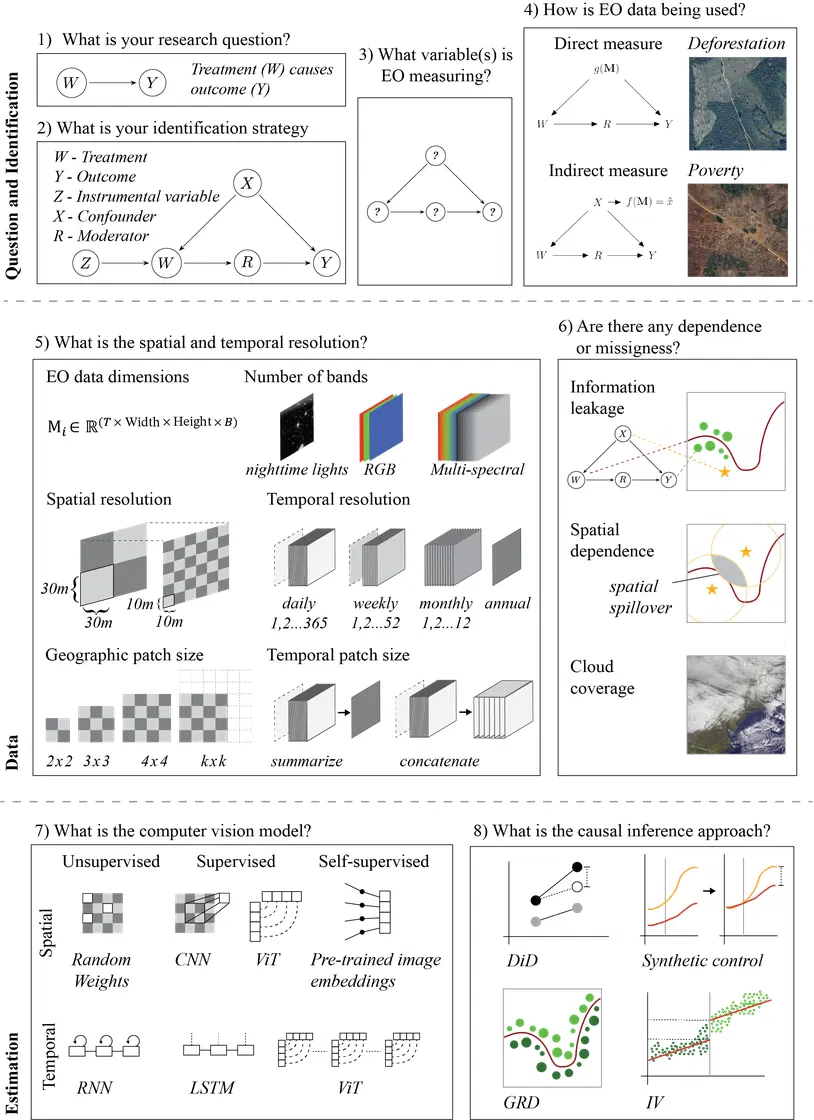 Question and Identification
1) What is your research question?
W
Y
Treatment (W) causes
outcome (Y)
2) What is your identification strategy
W - Treatment
Y - Outcome
Z - Instrumental variable
X - Confounder
R - Moderator
X
Z
W
R
Y
3) What variable(s) is
EO measuring?
?
?
?
?
4) How is EO data being used?
Direct measure
Deforestation
g(M)
W
R
Y
Indirect measure
Poverty
X
f(M) = x̂
W
R
Y
Data
5) What is the spatial and temporal resolution?
EO data dimensions
Number of bands
M𝑖 ∈ ℝ(T × Width × Height × B)
nighttime lights
RGB
Multi-spectral
Spatial resolution
Temporal resolution
30m
30m
10m
10m
daily
weekly
monthly
annual
1,2...365
1,2...52
1,2...12
Geographic patch size
Temporal patch size
2 x 2
3 x 3
4 x 4
k x k
summarize
concatenate
6) Are there any dependence
or missigness?
Information
leakage
X
W
R
Y
Spatial
dependence
spatial
spillover
Cloud
coverage
Estimation
7) What is the computer vision model?
Unsupervised
Supervised
Self-supervised
Spatial
Random
Weights
CNN
ViT
Pre-trained image
embeddings
Temporal
RNN
LSTM
ViT
8) What is the causal inference approach?
DiD
Synthetic control
GRD
IV